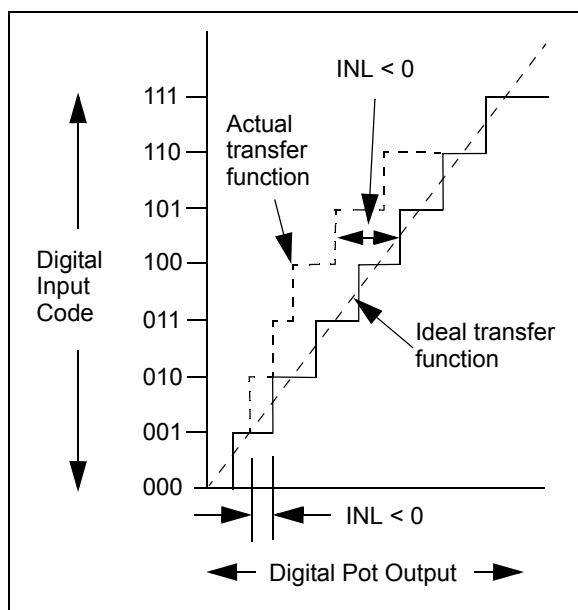 INL < 0
111
Actual
transfer
function
110
101
100
Digital
Input
Code
011
Ideal transfer
function
010
001
000
INL < 0
Digital Pot Output